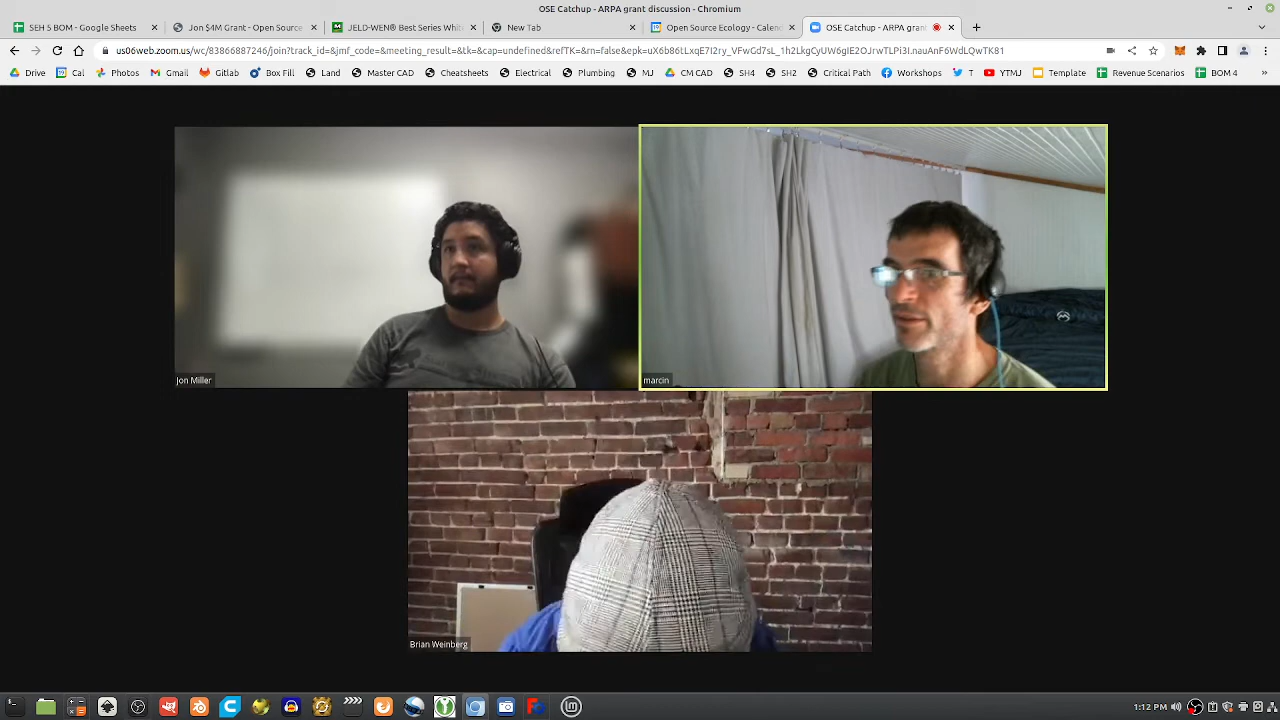 OSE Catchup - ARPA grant discussion - Chromium
SEH 5 BOM - Google Sheets
Jon $4M Grant - Open Source
JELD-WEN® Best Series Whit
New Tab
Open Source Ecology - Calen
OSE Catchup - ARPA gran
us06web.zoom.us/wc/83866887246/join?track_id=&jmf_code=&meeting_result=&tk=&cap=undefined&refTK=&rn=false&epk=
Drive
Cal
Photos
Gmail
Gitlab
Box Fill
Land
Master CAD
Cheatsheets
Electrical
Plumbing
MJ
CM CAD
SH4
SH2
Critical Path
Workshops
T
YTMJ
Template
Revenue Scenarios
BOM 4
»
Jon Miller
marcin
Brian Weinberg
1:12 PM